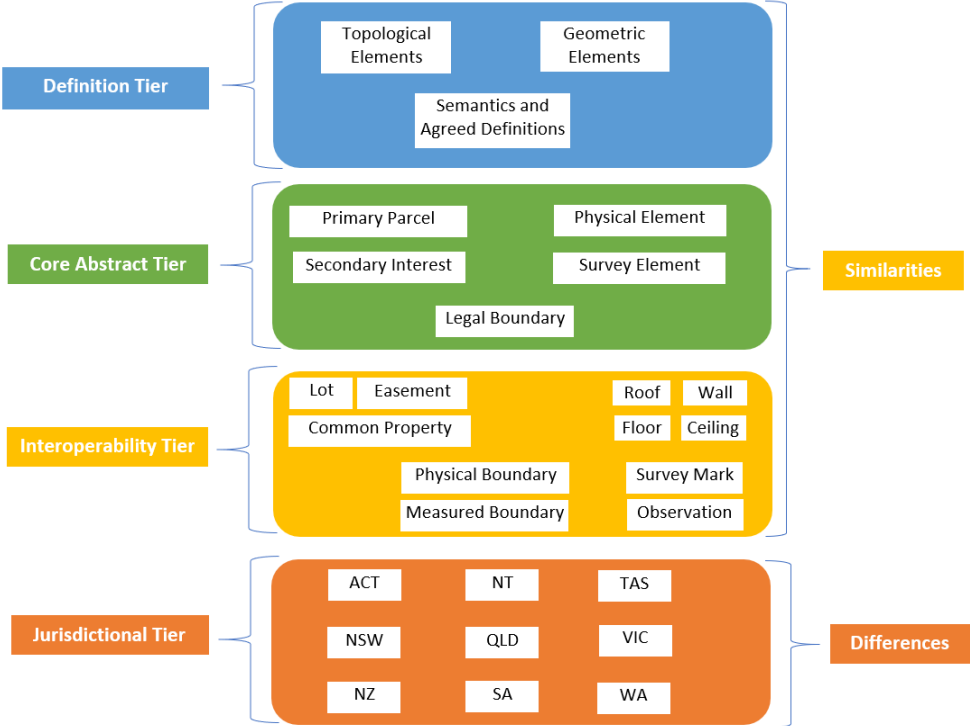 Topological
Elements
Geometric
Elements
Definition Tier
Semantics and
Agreed Definitions
Primary Parcel
Physical Element
Core Abstract Tier
Secondary Interest
Survey Element
Similarities
Legal Boundary
Lot
Easement
Roof
Wall
Interoperability Tier
Common Property
Floor
Ceiling
Physical Boundary
Survey Mark
Measured Boundary
Observation
ACT
NT
TAS
Jurisdictional Tier
NSW
QLD
VIC
Differences
NZ
SA
WA